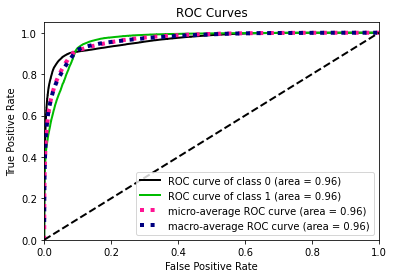 ROC Curves
True Positive Rate
1.0
0.8
0.6
0.4
0.2
0.0
ROC curve of class 0 (area = 0.96)
ROC curve of class 1 (area = 0.96)
micro-average ROC curve (area = 0.96)
macro-average ROC curve (area = 0.96)
0.0 0.2 0.4 0.6 0.8 1.0
False Positive Rate